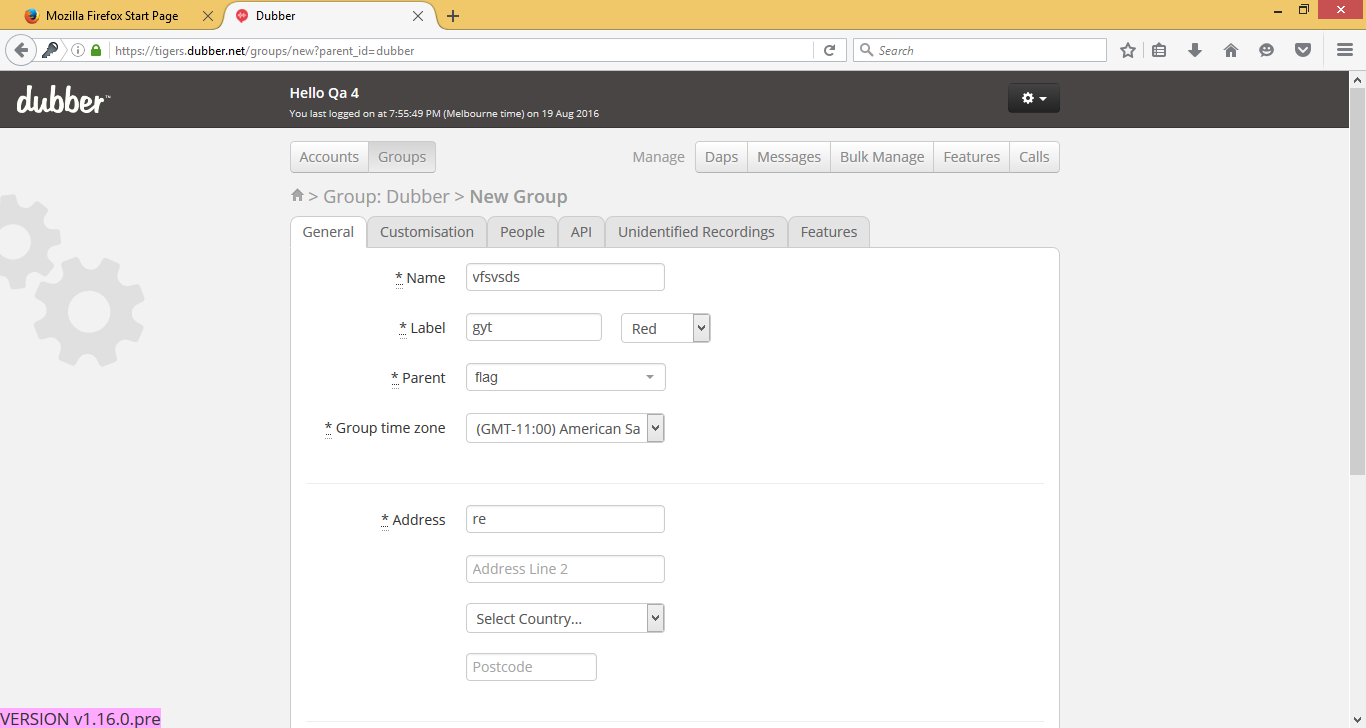 Mozilla Firefox Start Page
Dubber
https://tigers.dubber.net/groups/new?parent_id=dubber
Search
dubber™
Hello Qa 4
You last logged on at 7:55:49 PM (Melbourne time) on 19 Aug 2016
Accounts Groups Manage Daps Messages Bulk Manage Features Calls
> Group: Dubber > New Group
General Customisation People API Unidentified Recordings Features
* Name vfsvsds
* Label gyt Red
* Parent flag
* Group time zone (GMT-11:00) American Sa
* Address re
Address Line 2
Select Country...
Postcode
VERSION v1.16.0.pre